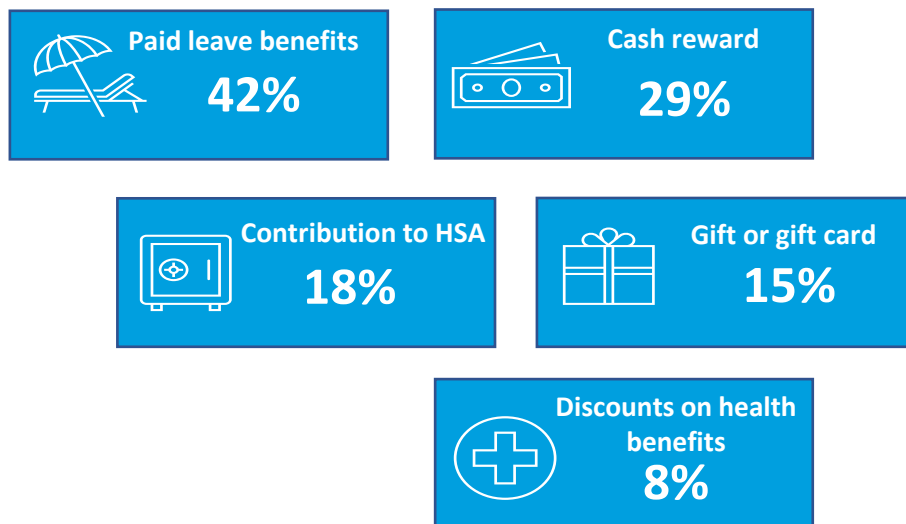 Paid leave benefits
42%
Cash reward
29%
Contribution to HSA
18%
Gift or gift card
15%
Discounts on health
benefits
8%